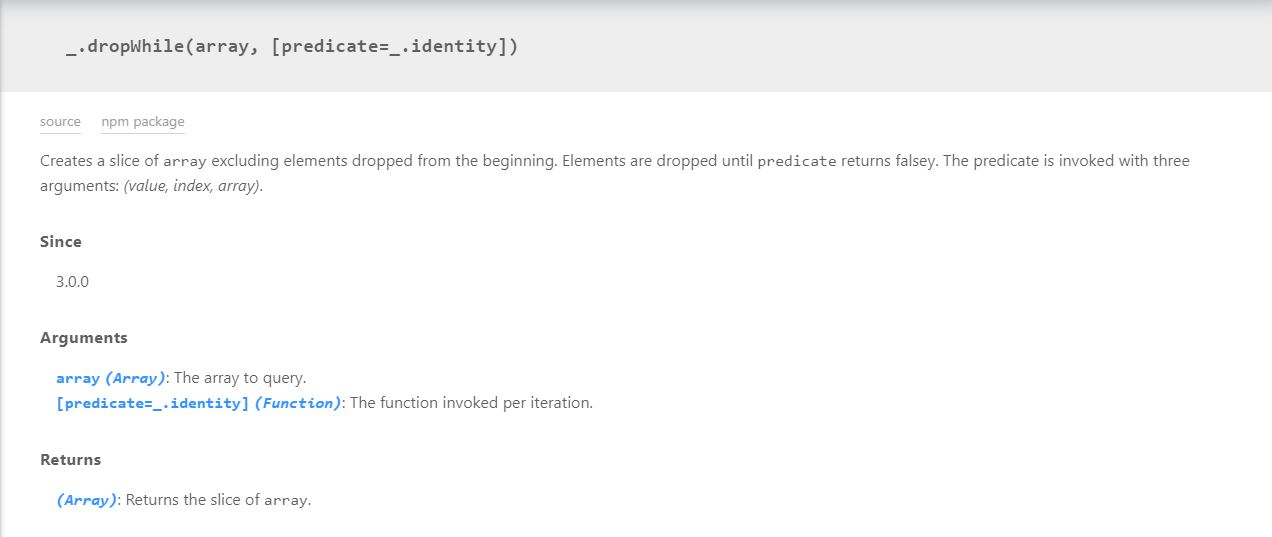 _.dropWhile(array, [predicate=_.identity])
source npm package
Creates a slice of array excluding elements dropped from the beginning. Elements are dropped until predicate returns falsey. The predicate is invoked with three
arguments: (value, index, array).
Since
3.0.0
Arguments
array (Array): The array to query.
[predicate=_.identity] (Function): The function invoked per iteration.
Returns
(Array): Returns the slice of array.